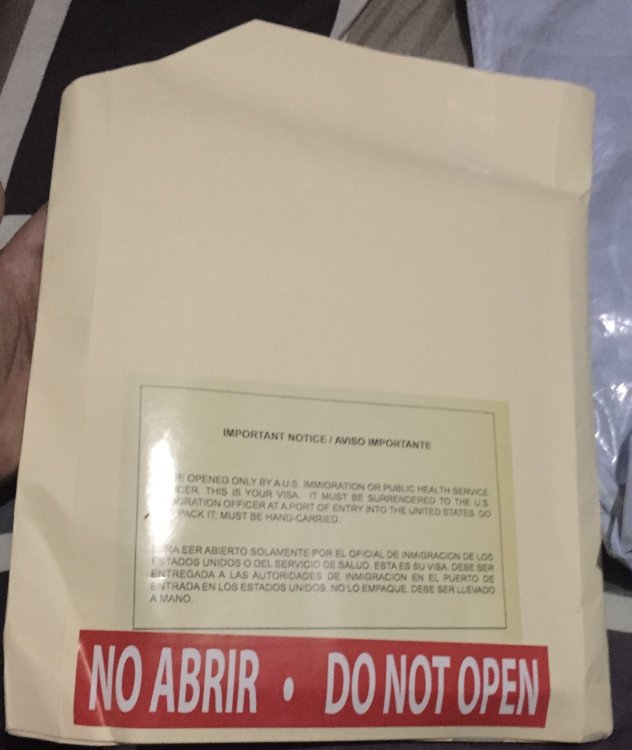 IMPORTANT NOTICE / AVISO IMPORTANTE
OPENED ONLY BY A U.S. IMMIGRATION OR PUBLIC HEALTH SERVICE
THIS IS YOUR VISA. IT MUST BE SURRENDERED TO THE U.S.
OFFICER AT A PORT OF ENTRY INTO THE UNITED STATES. DO
PACK IT, MUST BE HAND-CARRIED.
SER ABIERTO SOLAMENTE POR EL OFICIAL DE INMIGRACION DE LOS
ESTADOS UNIDOS O DEL SERVICIO DE SALUD. ESTA ES SU VISA. DEBE SER
ENTREGADA A LAS AUTORIDADES DE INMIGRACION EN EL PUERTO DE
ENTRADA EN LOS ESTADOS UNIDOS. NO LO EMPAQUE. DEBE SER LLEVADO
A MANO.
NO ABRIR • DO NOT OPEN